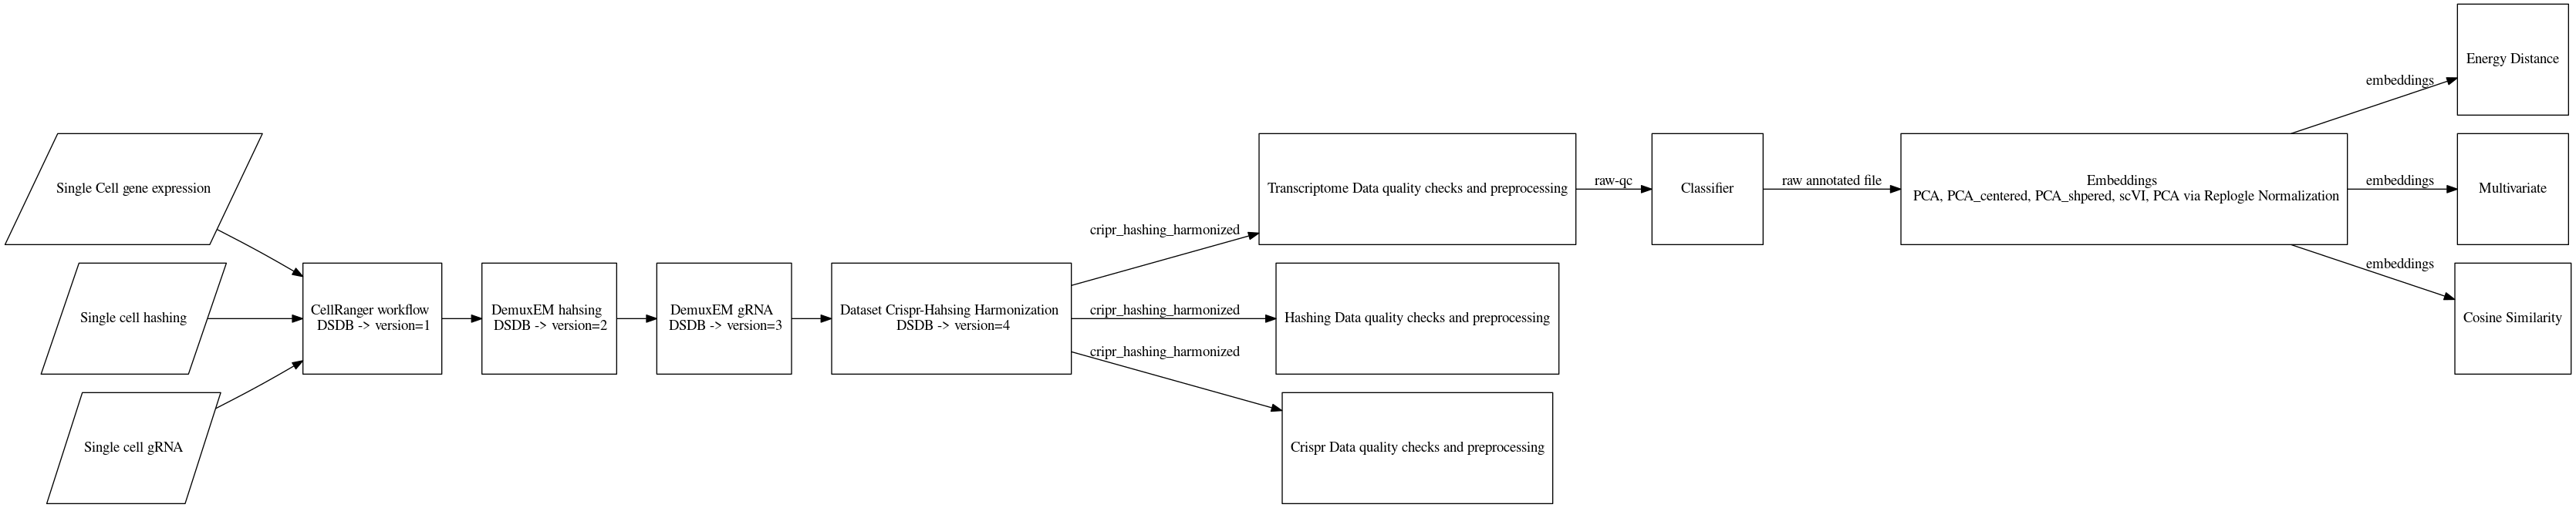 Single Cell gene expression
Single cell hashing
Single cell gRNA
CellRanger workflow
DSDB -> version=1
DemuxEM hahsing
DSDB -> version=2
DemuxEM gRNA
DSDB -> version=3
Dataset Crispr-Hahsing Harmonization
DSDB -> version=4
cripr_hashing_harmonized
cripr_hashing_harmonized
cripr_hashing_harmonized
Transcriptome Data quality checks and preprocessing
Hashing Data quality checks and preprocessing
Crispr Data quality checks and preprocessing
raw-qc
Classifier
raw annotated file
Embeddings
PCA, PCA_centered, PCA_shpered, scVI, PCA via Replogle Normalization
embeddings
embeddings
embeddings
Energy Distance
Multivariate
Cosine Similarity